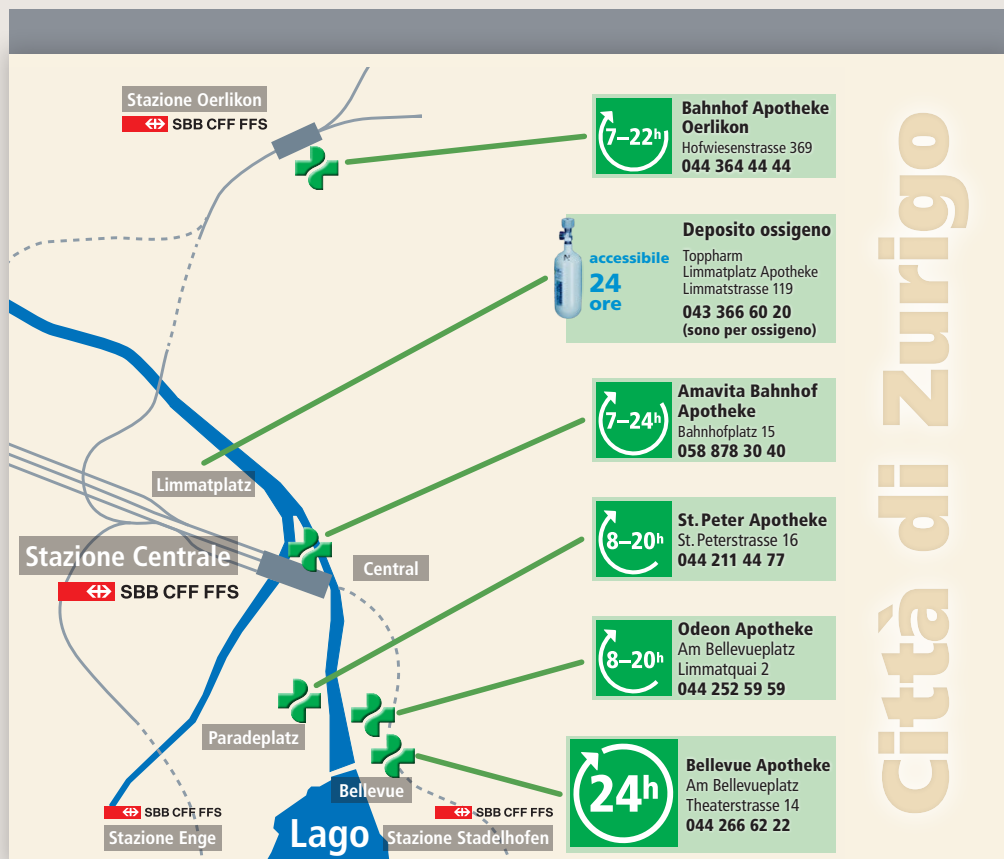 Stazione Oerlikon
SBB CFF FFS
7–22h
Bahnhof Apotheke
Oerlikon
Hofwiesenstrasse 369
044 364 44 44
accessibile
24
ore
Deposito ossigeno
Toppharm
Limmatplatz Apotheke
Limmatstrasse 119
043 366 60 20
(sono per ossigeno)
7–24h
Amavita Bahnhof
Apotheke
Bahnhofplatz 15
058 878 30 40
Limmatplatz
Stazione Centrale
SBB CFF FFS
Central
8–20h
St. Peter Apotheke
St. Peterstrasse 16
044 211 44 77
8–20h
Odeon Apotheke
Am Bellevueplatz
Limmatquai 2
044 252 59 59
Paradeplatz
Bellevue
24h
Bellevue Apotheke
Am Bellevueplatz
Theaterstrasse 14
044 266 62 22
SBB CFF FFS
Stazione Enge
Lago
SBB CFF FFS
Stazione Stadelhofen
Città di Zurigo